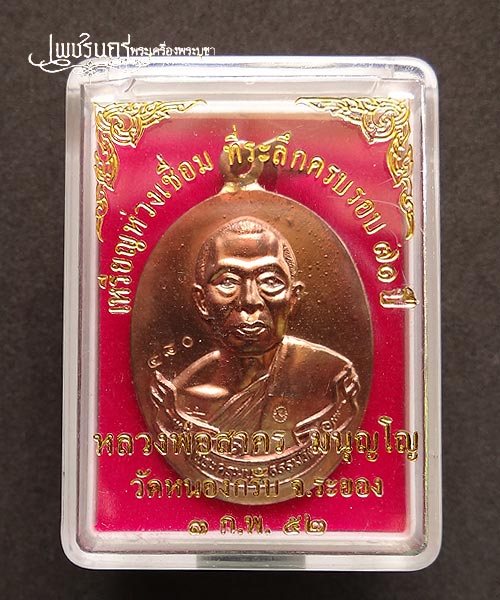 เพชรินทร์พระเครื่องพระบูชา
เหรียญห่วงเชื่อม ที่ระลึกครบรอบ ๗๑ ปี
๔๘๐
หลวงพ่อสาคร มนุญโญ
วัดหนองกรับ จ.ระยอง
๑ ก.พ. ๕๒